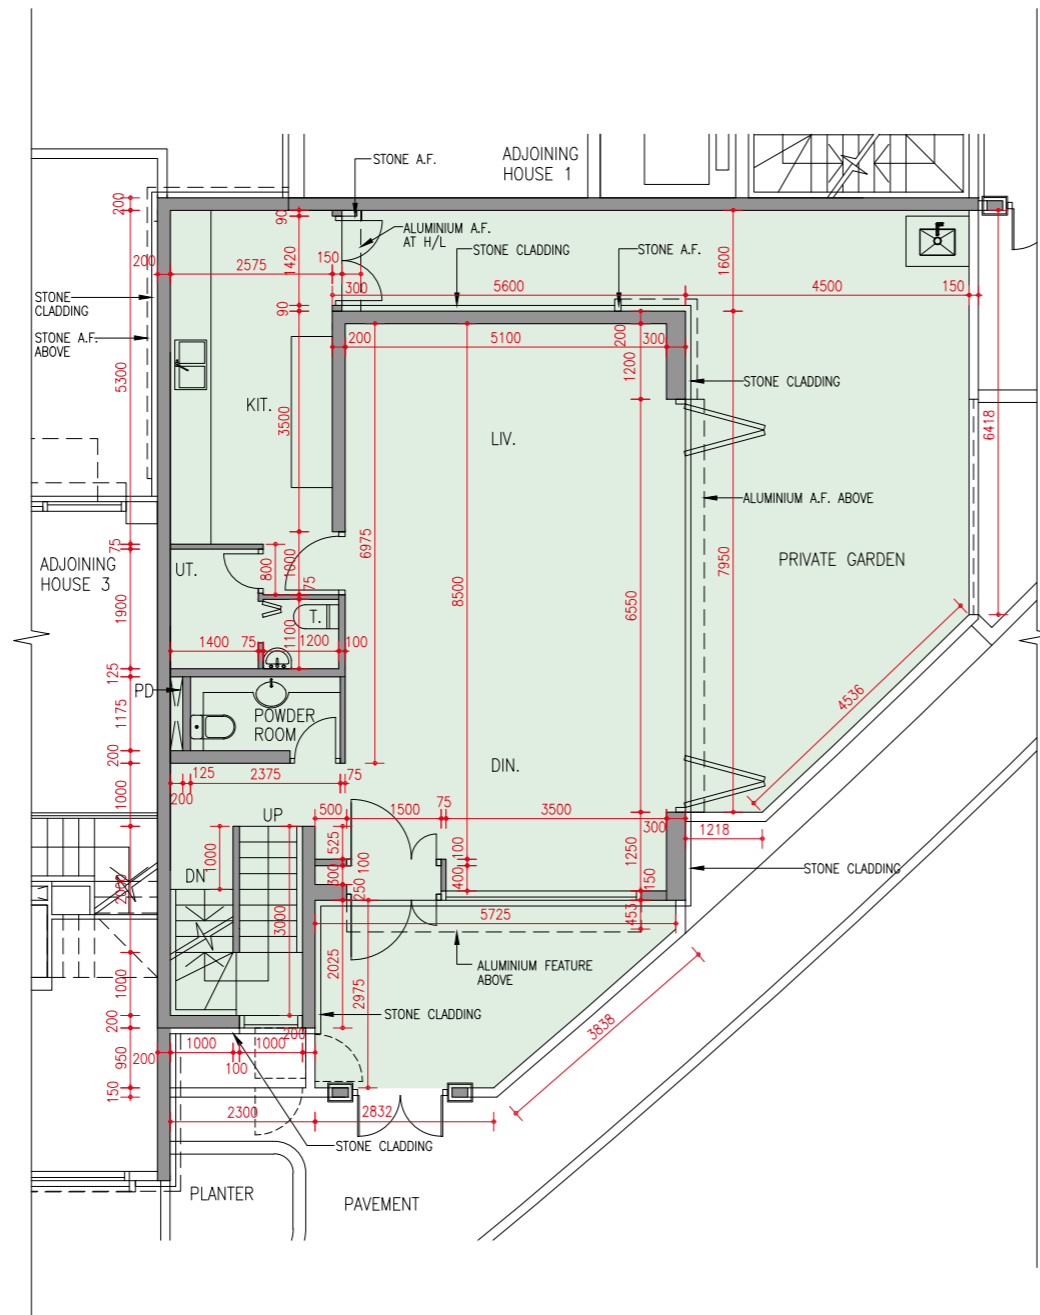 ADJOINING
HOUSE 1
STONE A.F.
ALUMINIUM A.F.
AT H/L
STONE CLADDING
STONE A.F.
200
90
1420
1600
200
2575
150
300
5600
4500
150
STONE
CLADDING
STONE A.F.
ABOVE
90
200
5100
300
200
1200
5300
STONE CLADDING
KIT.
3500
LIV.
6418
ALUMINIUM A.F. ABOVE
6975
8500
6550
7950
75
ADJOINING
HOUSE 3
UT.
800
1000
75
PRIVATE GARDEN
1900
T.
1100
1400
75
1200
100
125
PD
1175
POWDER
ROOM
4536
200
DIN.
125
2375
75
200
1000
UP
500
1500
75
3500
300
1218
1000
525
100
100
1250
DN
300
400
150
STONE CLADDING
2000
250
453
3000
5725
2025
2975
ALUMINIUM FEATURE
ABOVE
1000
STONE CLADDING
3838
200
200
950
200
1000
1000
100
150
2300
2832
STONE CLADDING
PLANTER
PAVEMENT